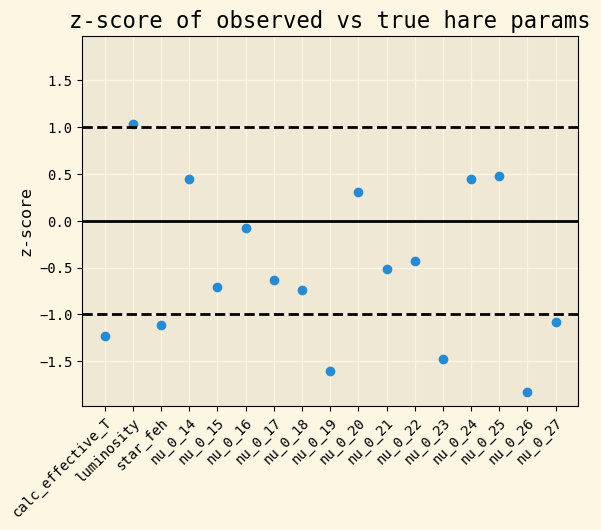 z-score of observed vs true hare params
z-score
1.5
1.0
0.5
0.0
−0.5
−1.0
−1.5
calc_effective_T
luminosity
star_feh
nu_0_14
nu_0_15
nu_0_16
nu_0_17
nu_0_18
nu_0_19
nu_0_20
nu_0_21
nu_0_22
nu_0_23
nu_0_24
nu_0_25
nu_0_26
nu_0_27